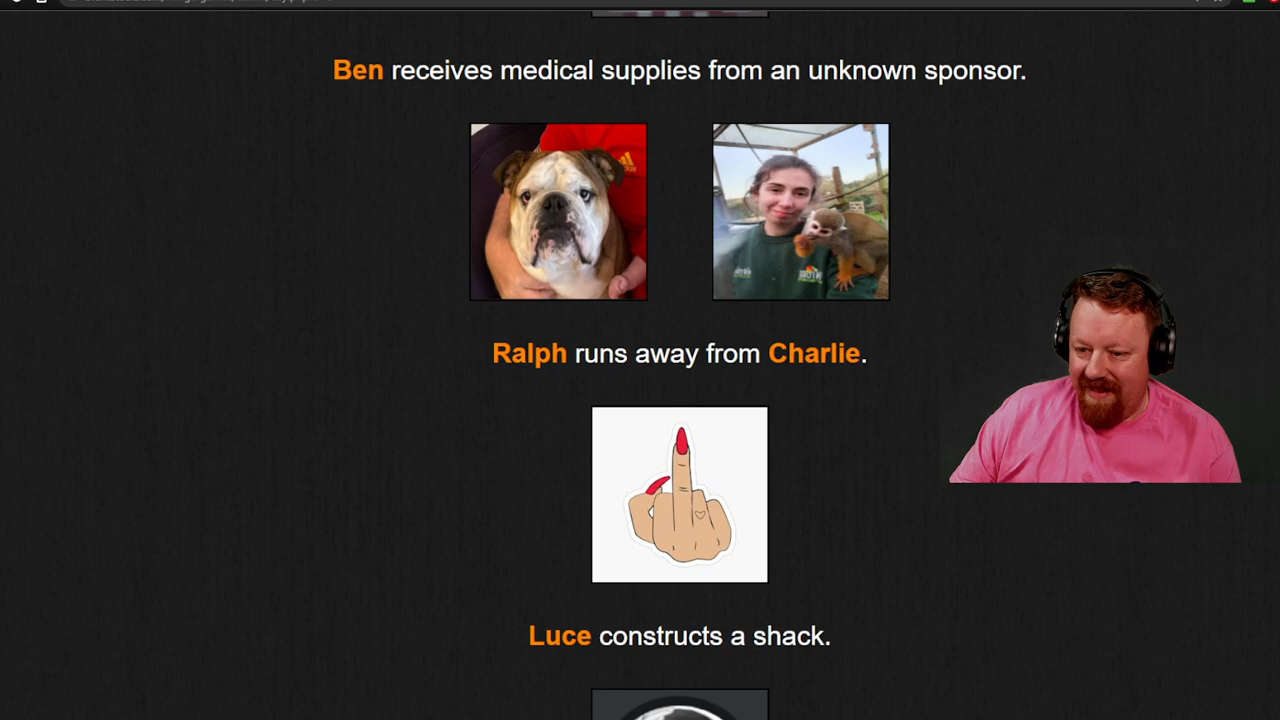 Ben receives medical supplies from an unknown sponsor.
Ralph runs away from Charlie.
Luce constructs a shack.